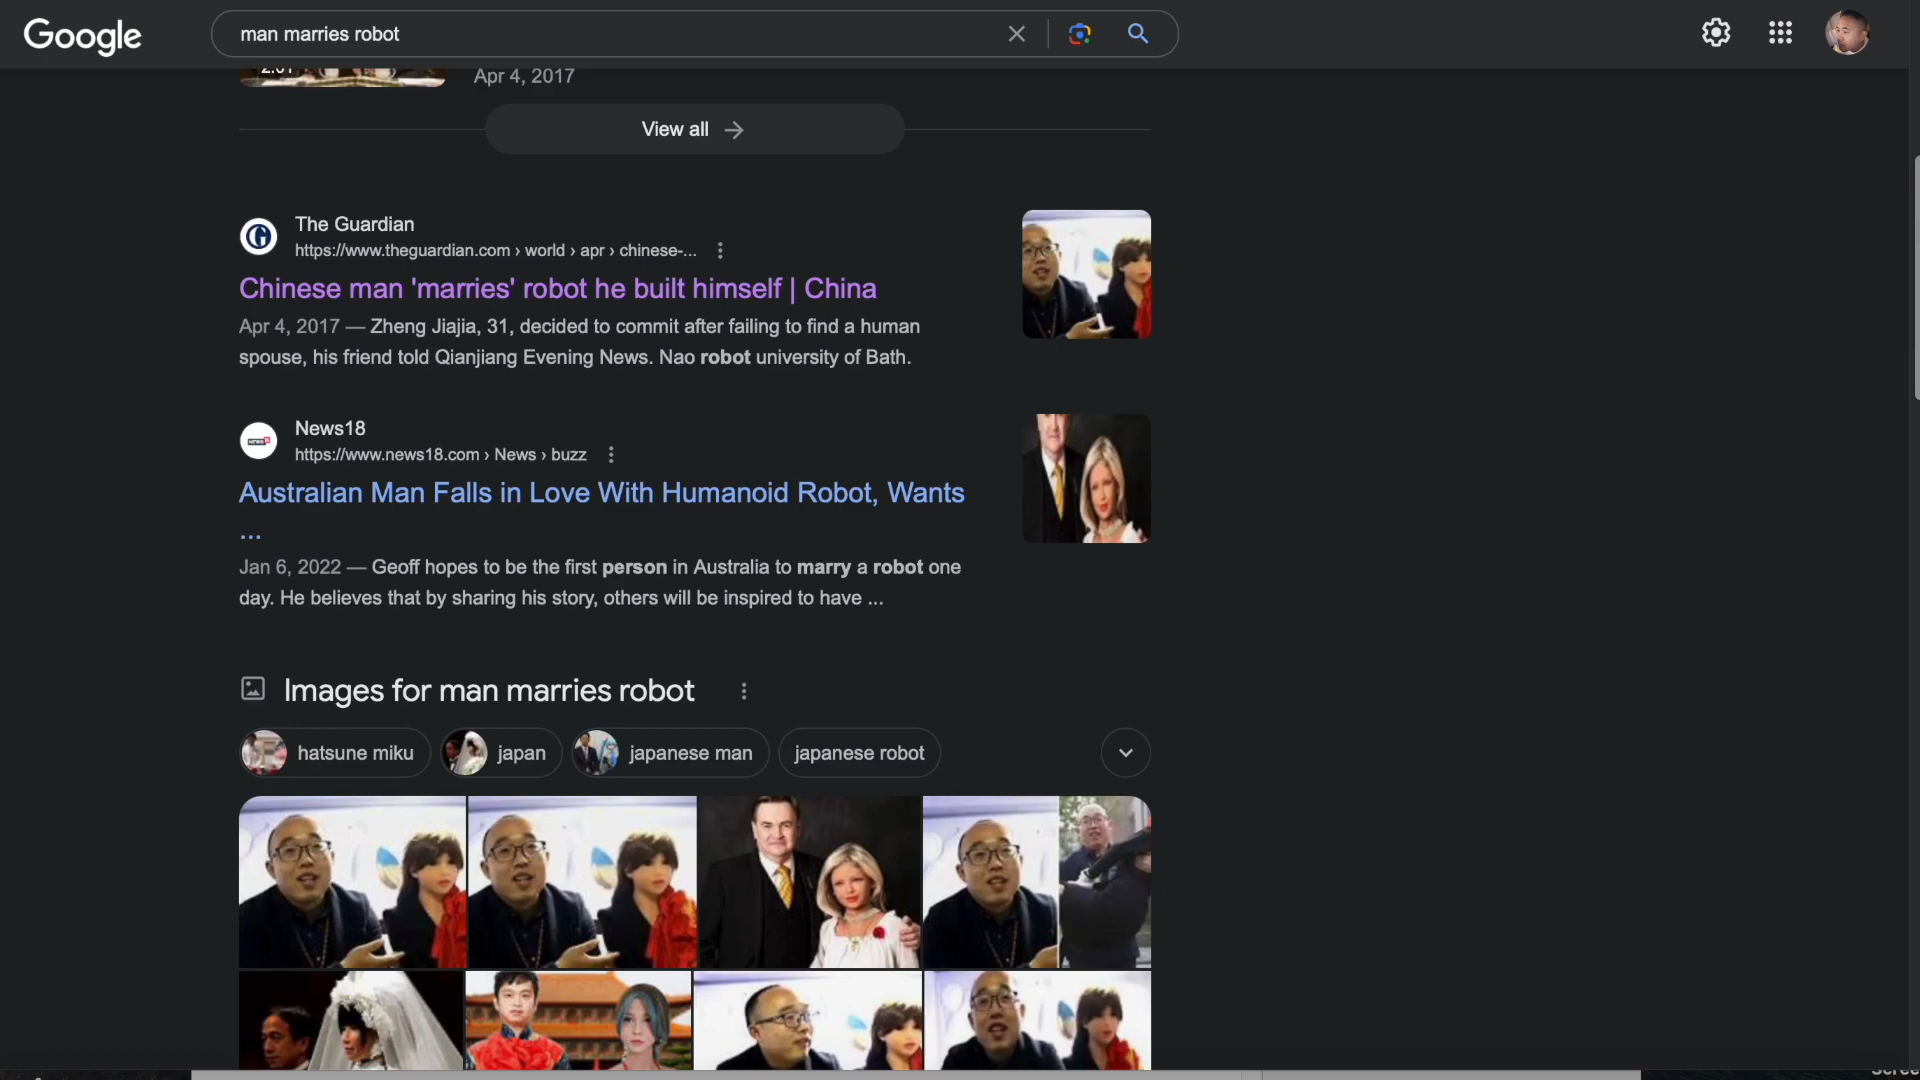 Google
man marries robot
2:01
Apr 4, 2017
View all
The Guardian
https://www.theguardian.com › world › apr › chinese-...
Chinese man 'marries' robot he built himself | China
Apr 4, 2017 — Zheng Jiajia, 31, decided to commit after failing to find a human
spouse, his friend told Qianjiang Evening News. Nao robot university of Bath.
News18
https://www.news18.com › News › buzz
Australian Man Falls in Love With Humanoid Robot, Wants
...
Jan 6, 2022 — Geoff hopes to be the first person in Australia to marry a robot one
day. He believes that by sharing his story, others will be inspired to have ...
Images for man marries robot
hatsune miku
japan
japanese man
japanese robot